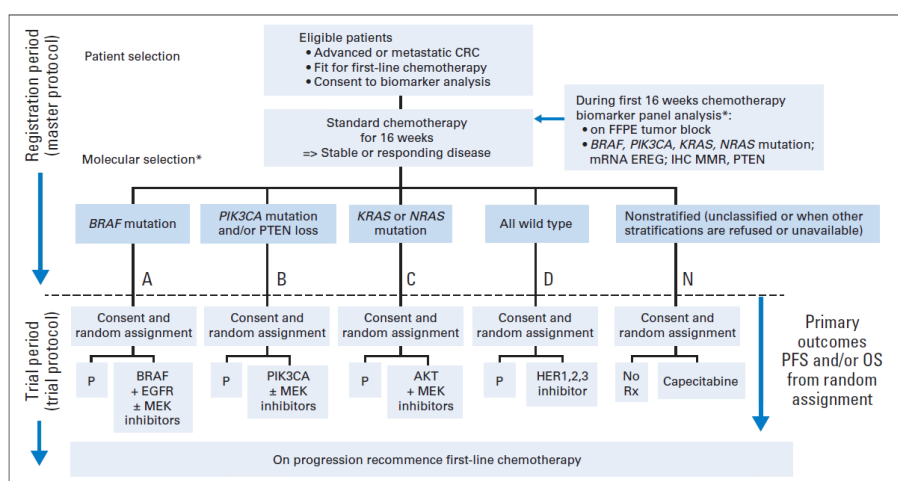 Registration period
(master protocol)
Patient selection
Eligible patients
• Advanced or metastatic CRC
• Fit for first-line chemotherapy
• Consent to biomarker analysis
Standard chemotherapy
for 16 weeks
=> Stable or responding disease
During first 16 weeks chemotherapy
biomarker panel analysis*:
• on FFPE tumor block
• BRAF, PIK3CA, KRAS, NRAS mutation;
mRNA EREG; IHC MMR, PTEN
Molecular selection*
BRAF mutation
PIK3CA mutation
and/or PTEN loss
KRAS or NRAS
mutation
All wild type
Nonstratified (unclassified or when other
stratifications are refused or unavailable)
A
B
C
D
N
Trial period
(trial protocol)
Consent and
random assignment
Consent and
random assignment
Consent and
random assignment
Consent and
random assignment
Consent and
random assignment
P
BRAF
+ EGFR
± MEK
inhibitors
P
PIK3CA
± MEK
inhibitors
P
AKT
+ MEK
inhibitors
P
HER1,2,3
inhibitor
No
Rx
Capecitabine
Primary
outcomes
PFS and/or OS
from random
assignment
On progression recommence first-line chemotherapy